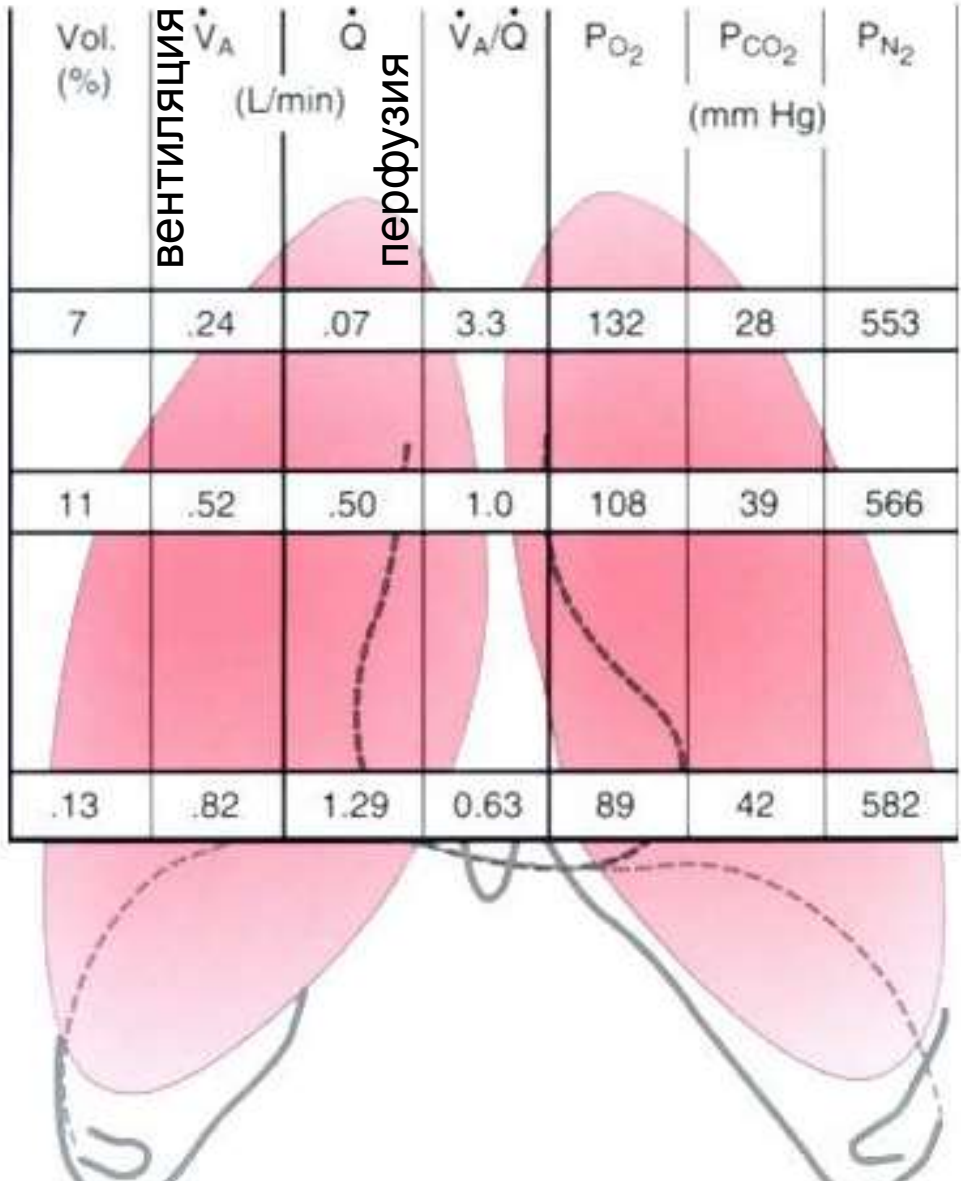 Vol. V̇A Q̇ V̇A/Q̇ PO₂ PCO₂ PN₂
(%) (L/min) (mm Hg)
вентиляция
перфузия
7 .24 .07 3.3 132 28 553
11 .52 .50 1.0 108 39 566
.13 .82 1.29 0.63 89 42 582